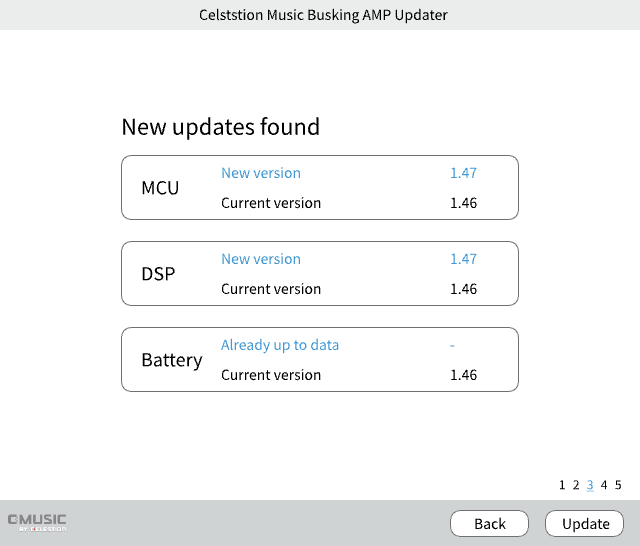 Celststion Music Busking AMP Updater
New updates found
MCU
New version 1.47
Current version 1.46
DSP
New version 1.47
Current version 1.46
Battery
Already up to data -
Current version 1.46
1 2 3 4 5
C-MUSIC
BY CELESTION
Back
Update